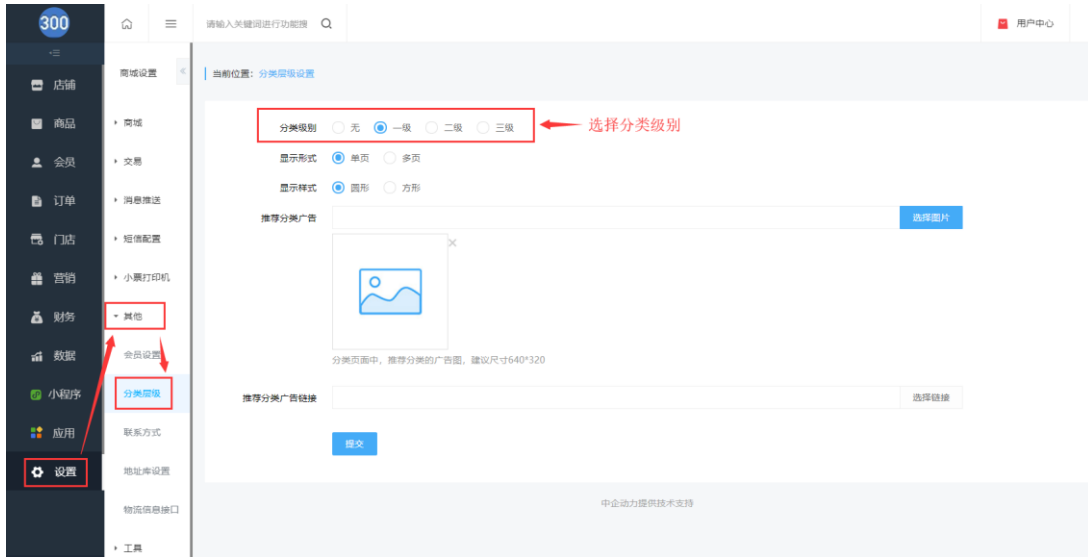 300
请输入关键词进行功能搜
用户中心
店铺
商品
会员
订单
门店
营销
财务
数据
小程序
应用
设置
商城设置
商城
交易
消息推送
短信配置
小票打印机
其他
会员设置
分类层级
联系方式
地址库设置
物流信息接口
工具
当前位置：分类层级设置
分类级别 无 一级 二级 三级
选择分类级别
显示形式 单页 多页
显示样式 圆形 方形
推荐分类广告 选择图片
分类页面中，推荐分类的广告图，建议尺寸640*320
推荐分类广告链接 选择链接
提交
中企动力提供技术支持